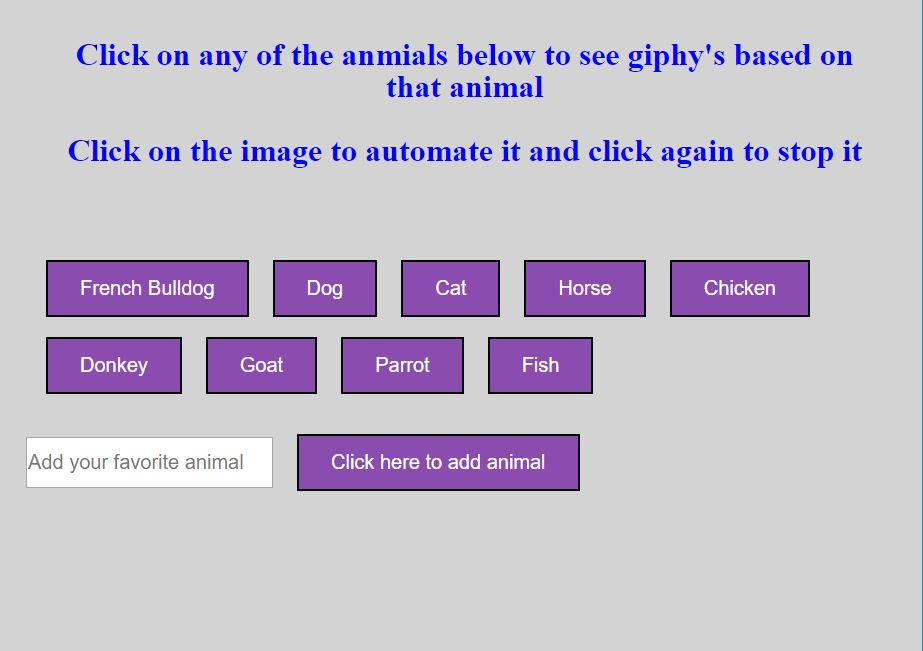 Click on any of the anmials below to see giphy's based on
that animal
Click on the image to automate it and click again to stop it
French Bulldog Dog Cat Horse Chicken
Donkey Goat Parrot Fish
Add your favorite animal Click here to add animal